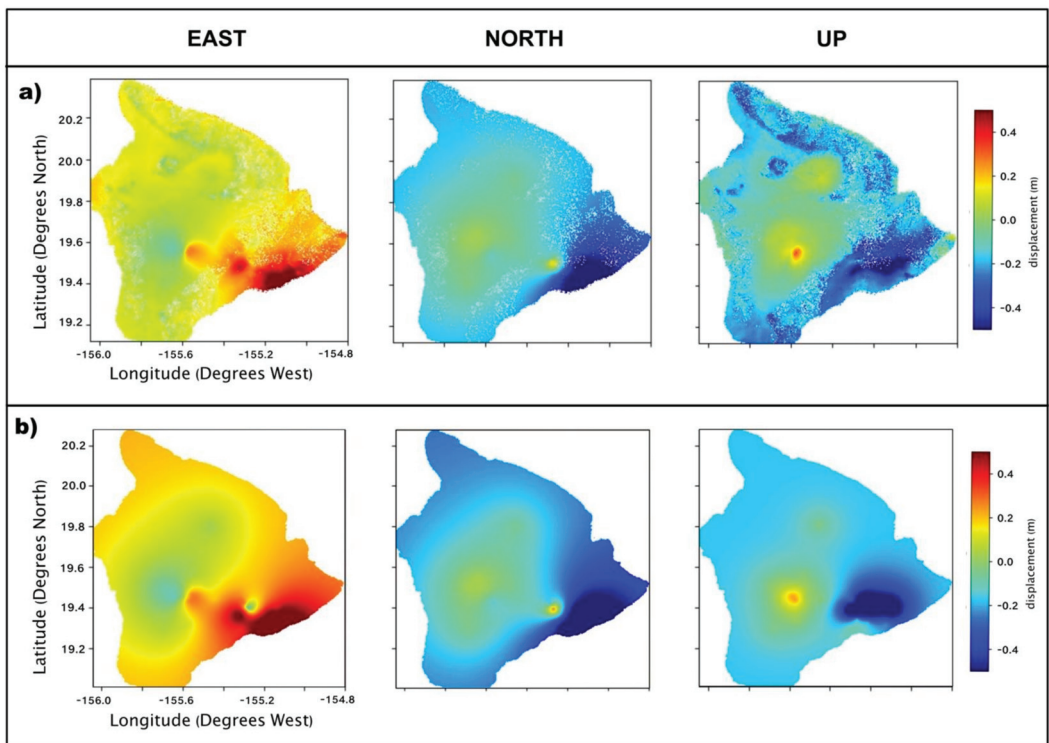 EAST NORTH UP
a)
Latitude (Degrees North)
20.2
20.0
19.8
19.6
19.4
19.2
-156.0 -155.6 -155.2 -154.8
Longitude (Degrees West)
0.4
0.2
0.0
-0.2
-0.4
displacement (m)
b)
Latitude (Degrees North)
20.2
20.0
19.8
19.6
19.4
19.2
-156.0 -155.6 -155.2 -154.8
Longitude (Degrees West)
0.4
0.2
0.0
-0.2
-0.4
displacement (m)